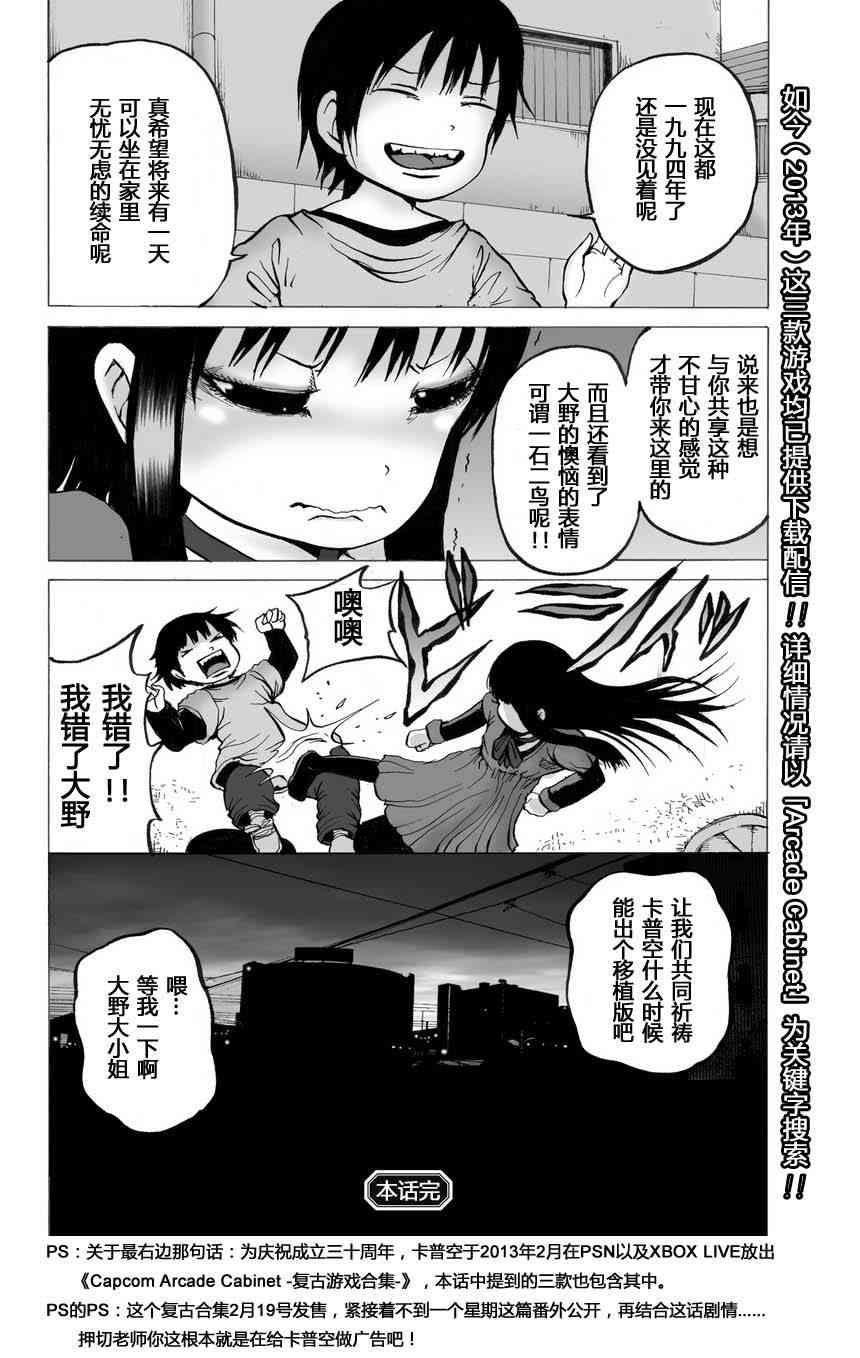 现在这都
一九九四年了
还是没见着呢
真希望将来有一天
可以坐在家里
无忧无虑的续命呢
说来也是想
与你共享这种
不甘心的感觉
才带你来这里的
而且还看到了
大野的懊恼的表情
可谓一石二鸟呢!!
ビニイッ
噢噢
我错了!!
我错了大野
让我们共同祈祷
卡普空什么时候
能出个移植版吧
喂…
等我一下啊
大野大小姐
本话完
如今（2013年）这三款游戏均已提供下载配信!! 详细情况请以「Arcade Cabinet」为关键字搜索!!
PS：关于最右边那句话：为庆祝成立三十周年，卡普空于2013年2月在PSN以及XBOX LIVE放出
《Capcom Arcade Cabinet -复古游戏合集-》，本话中提到的三款也包含其中。
PS的PS：这个复古合集2月19号发售，紧接着不到一个星期这篇番外公开，再结合这话剧情......
押切老师你这根本就是在给卡普空做广告吧！